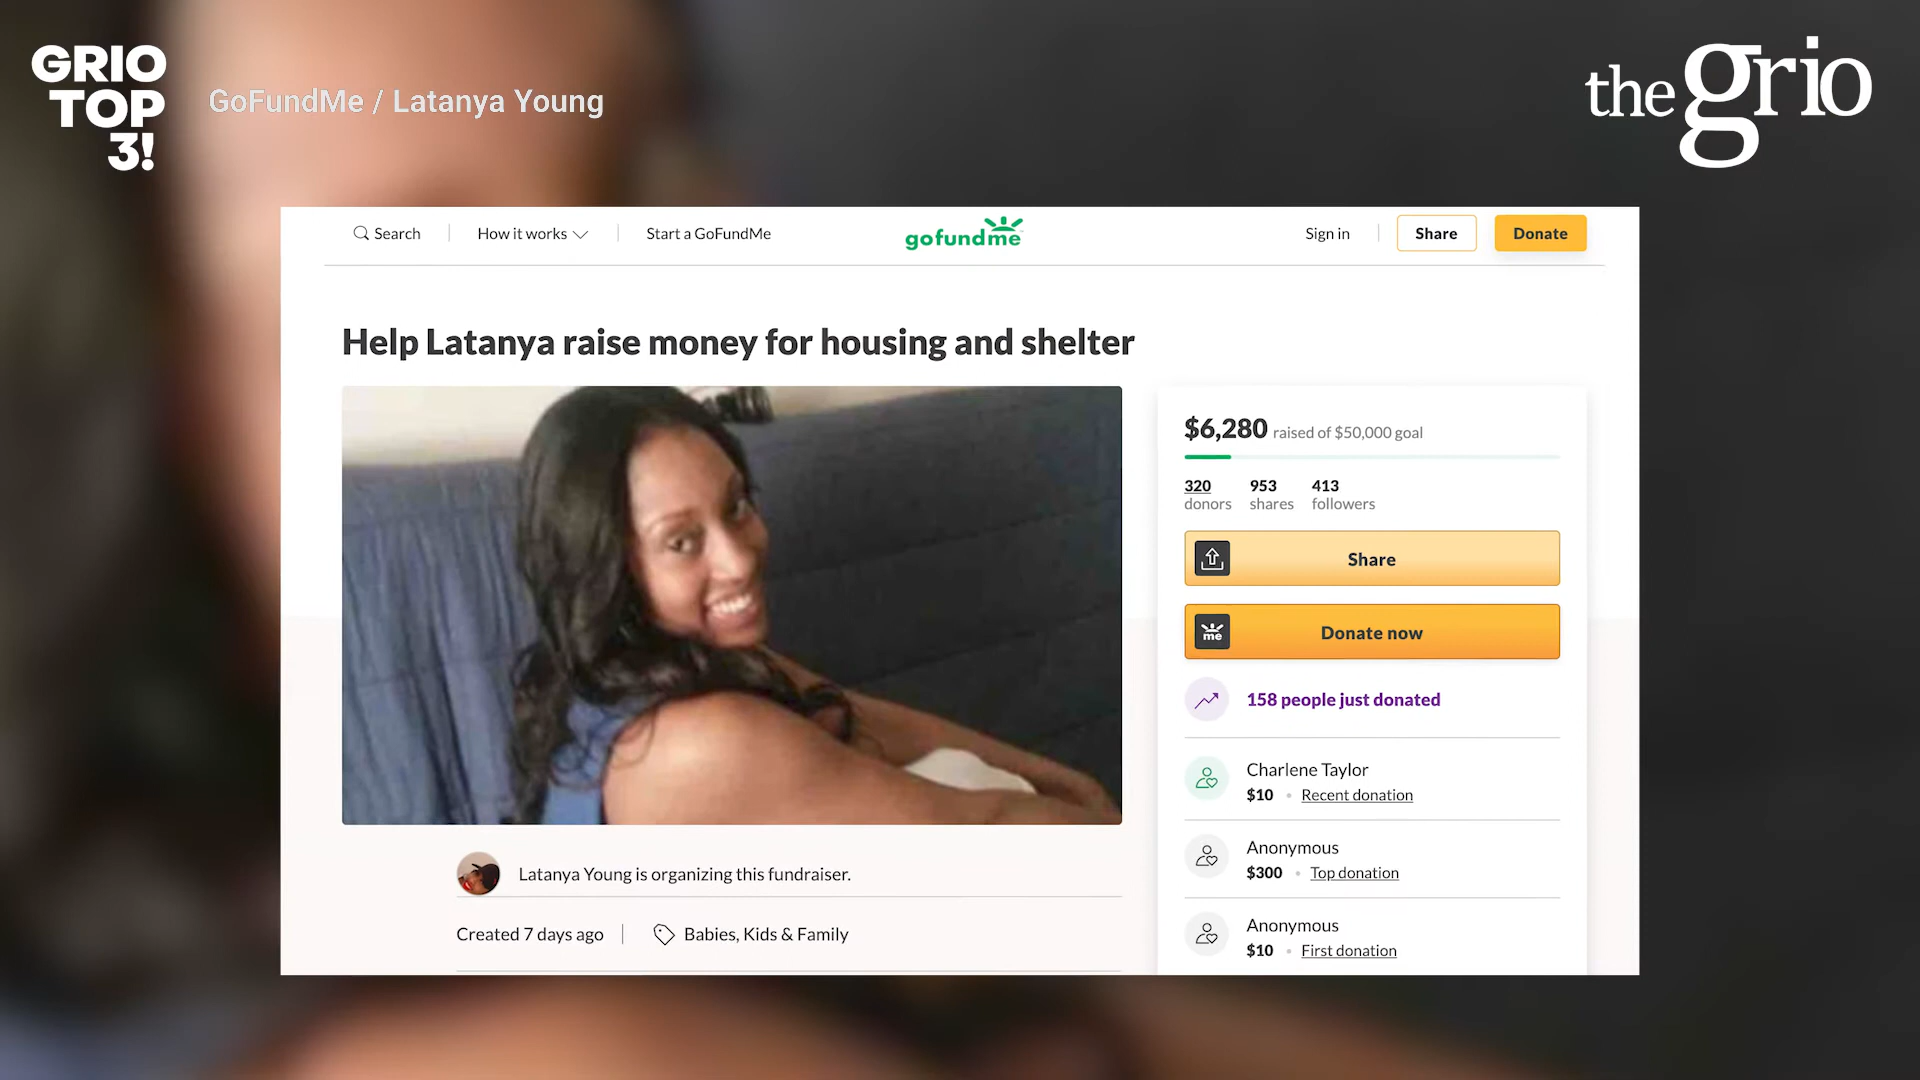 GRIO
TOP
3!
GoFundMe / Latanya Young
thegrio
Search
How it works
Start a GoFundMe
gofundme
Sign in
Share
Donate
Help Latanya raise money for housing and shelter
$6,280 raised of $50,000 goal
320 donors
953 shares
413 followers
Share
me
Donate now
158 people just donated
Charlene Taylor
$10 • Recent donation
Anonymous
$300 • Top donation
Anonymous
$10 • First donation
Latanya Young is organizing this fundraiser.
Created 7 days ago
Babies, Kids & Family